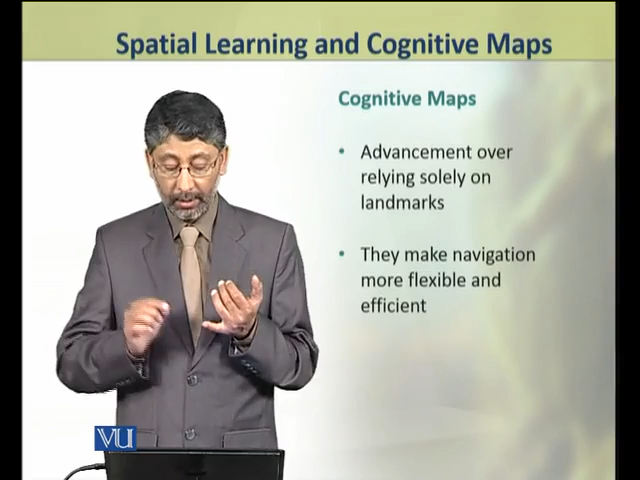 Spatial Learning and Cognitive Maps
Cognitive Maps
• Advancement over
relying solely on
landmarks
• They make navigation
more flexible and
efficient
VU